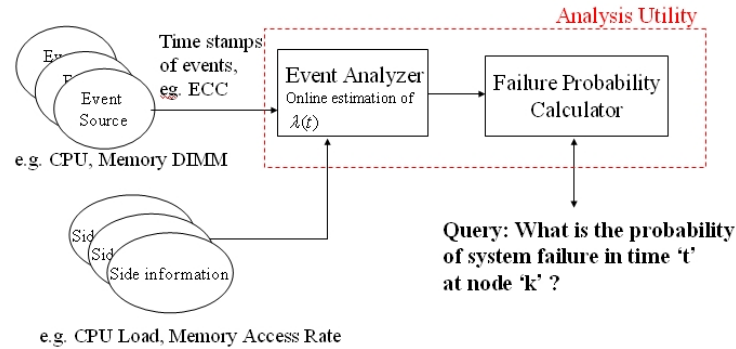 Analysis Utility
Time stamps
of events,
eg. ECC
Event
Source
e.g. CPU, Memory DIMM
Event Analyzer
Online estimation of
λ(t)
Failure Probability
Calculator
Sid
Sid
Side information
e.g. CPU Load, Memory Access Rate
Query: What is the probability
of system failure in time ‘t’
at node ‘k’ ?